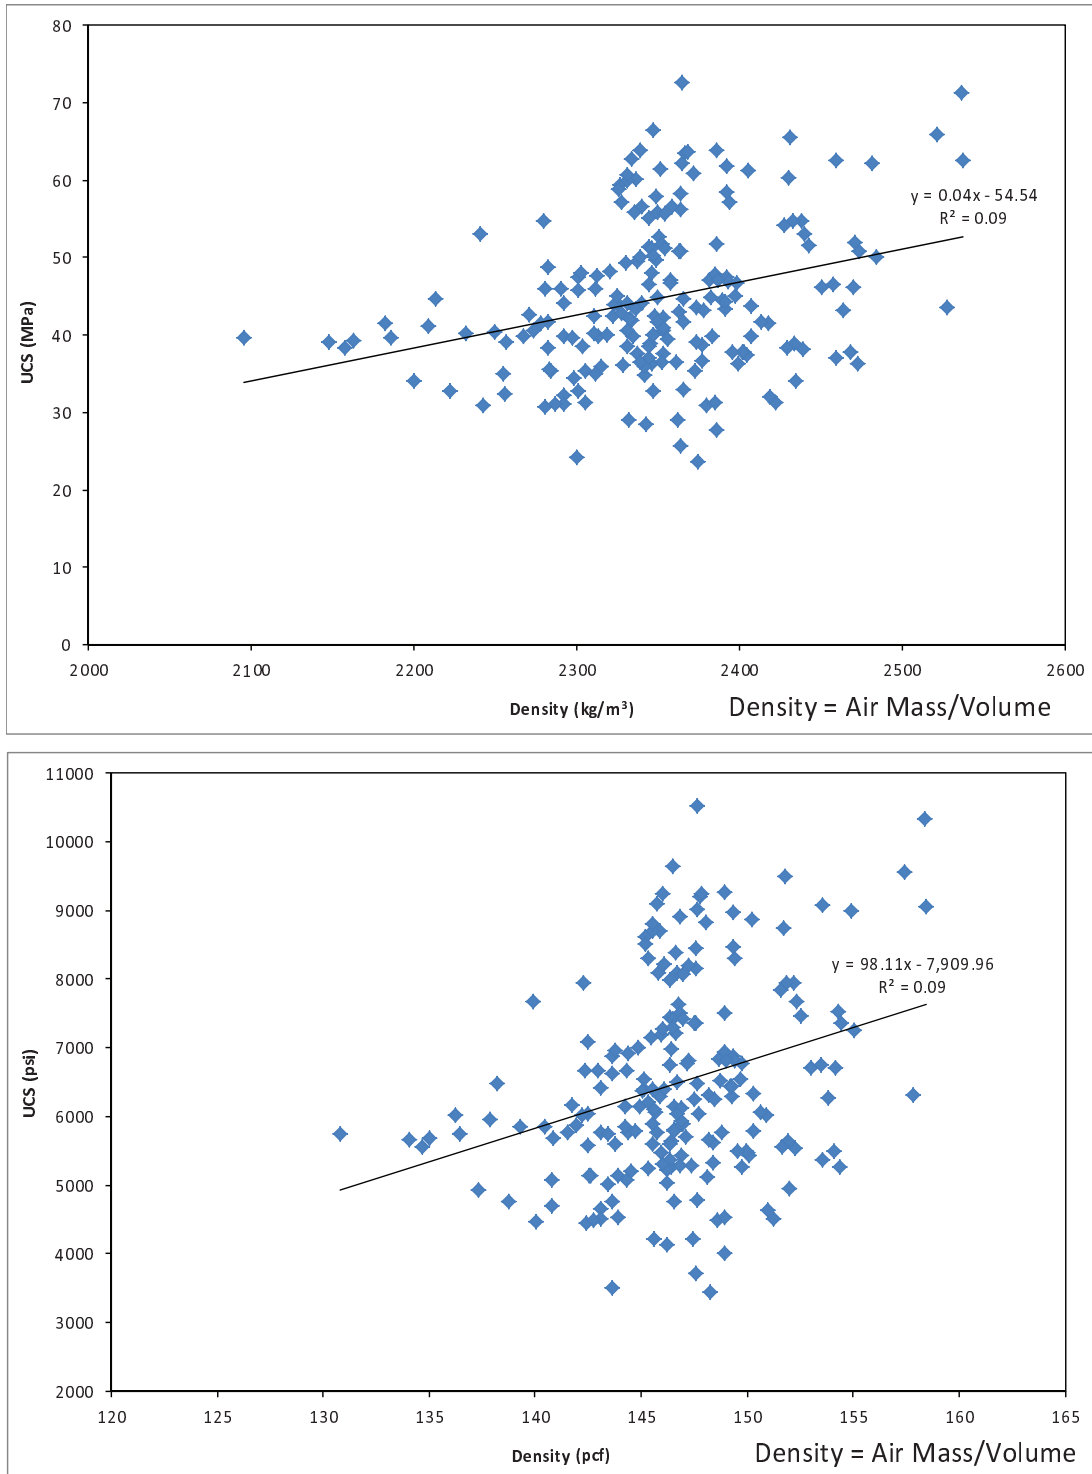 80
70
60
50
40
30
20
10
0
UCS (MPa)
y = 0.04x - 54.54
R² = 0.09
2000 2100 2200 2300 2400 2500 2600
Density (kg/m³) Density = Air Mass/Volume
11000
10000
9000
8000
7000
6000
5000
4000
3000
2000
UCS (psi)
y = 98.11x - 7,909.96
R² = 0.09
120 125 130 135 140 145 150 155 160 165
Density (pcf) Density = Air Mass/Volume